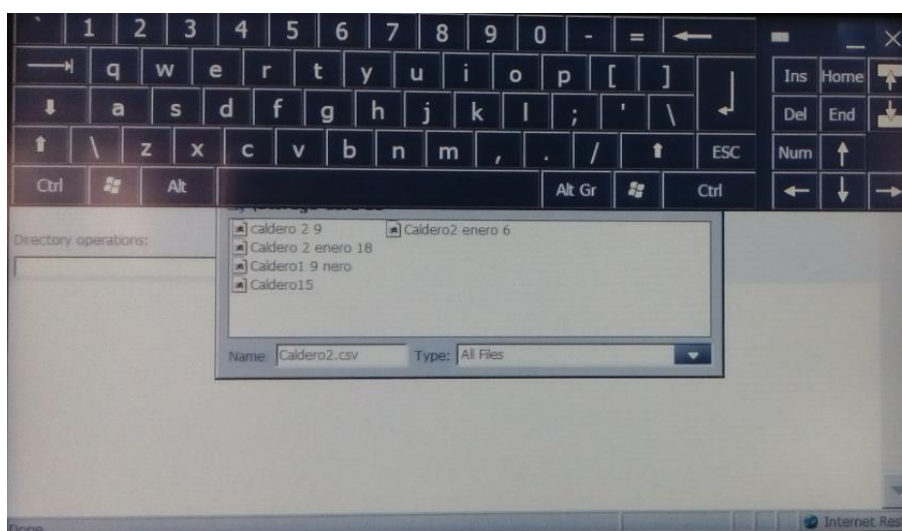 ` 1 2 3 4 5 6 7 8 9 0 - =
q w e r t y u i o p [ ] Ins Home
a s d f g h j k l ; ' \ Del End
\ z x c v b n m , . / ESC Num
Ctrl Alt Alt Gr Ctrl
Directory operations:
caldero 2 9 Caldero2 enero 6
Caldero 2 enero 18
Caldero1 9 nero
Caldero15
Name: Caldero2.csv Type: All Files
Done Internet Res